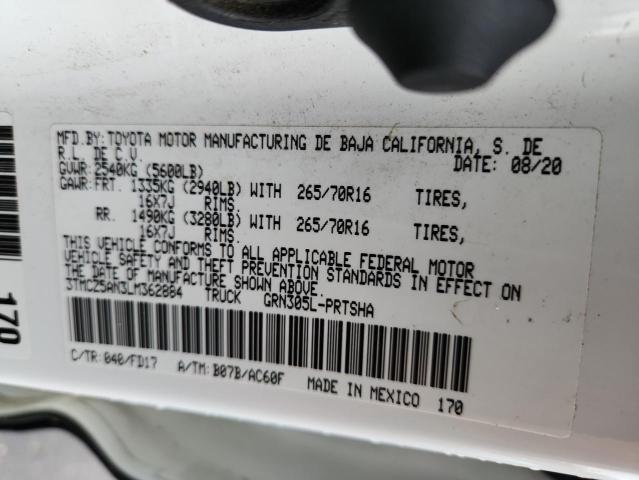 MFD.BY: TOYOTA MOTOR MANUFACTURING DE BAJA CALIFORNIA, S. DE
R.L. DE C.V. DATE: 08/20
GVWR: 2540KG (5600LB)
GAWR: FRT. 1335KG (2940LB) WITH 265/70R16 TIRES,
16X7J RIMS.
RR. 1490KG (3280LB) WITH 265/70R16 TIRES,
16X7J RIMS.
THIS VEHICLE CONFORMS TO ALL APPLICABLE FEDERAL MOTOR
VEHICLE SAFETY AND THEFT PREVENTION STANDARDS IN EFFECT ON
THE DATE OF MANUFACTURE SHOWN ABOVE.
3TMCZ5AN3LM362884 TRUCK GRN305L-PRTSHA
C/TR: 040/FD17 A/TM: B07B/AC60F MADE IN MEXICO 170
170